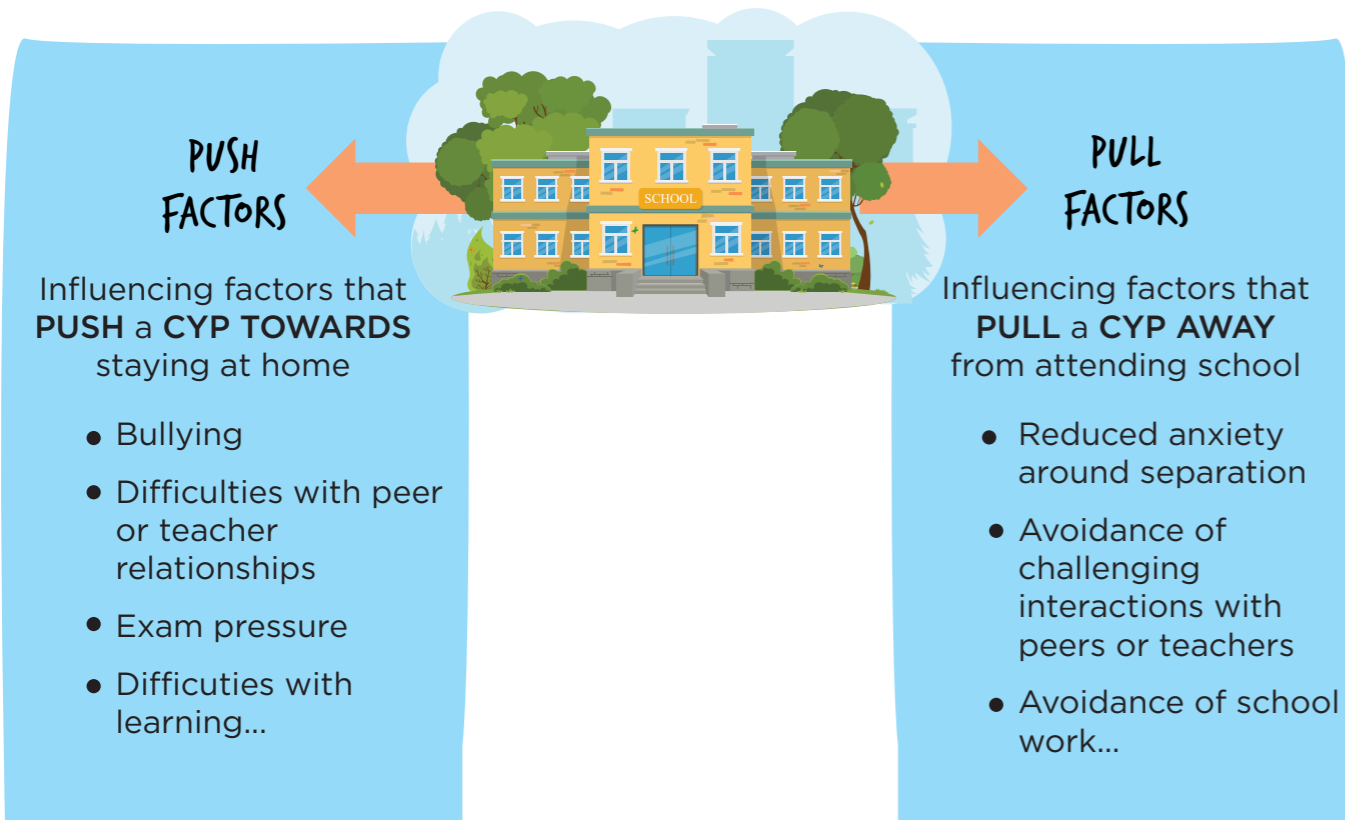 PUSH
FACTORS
Influencing factors that
PUSH a CYP TOWARDS
staying at home
• Bullying
• Difficulties with peer
or teacher
relationships
• Exam pressure
• Difficuties with
learning...
SCHOOL
PULL
FACTORS
Influencing factors that
PULL a CYP AWAY
from attending school
• Reduced anxiety
around separation
• Avoidance of
challenging
interactions with
peers or teachers
• Avoidance of school
work...